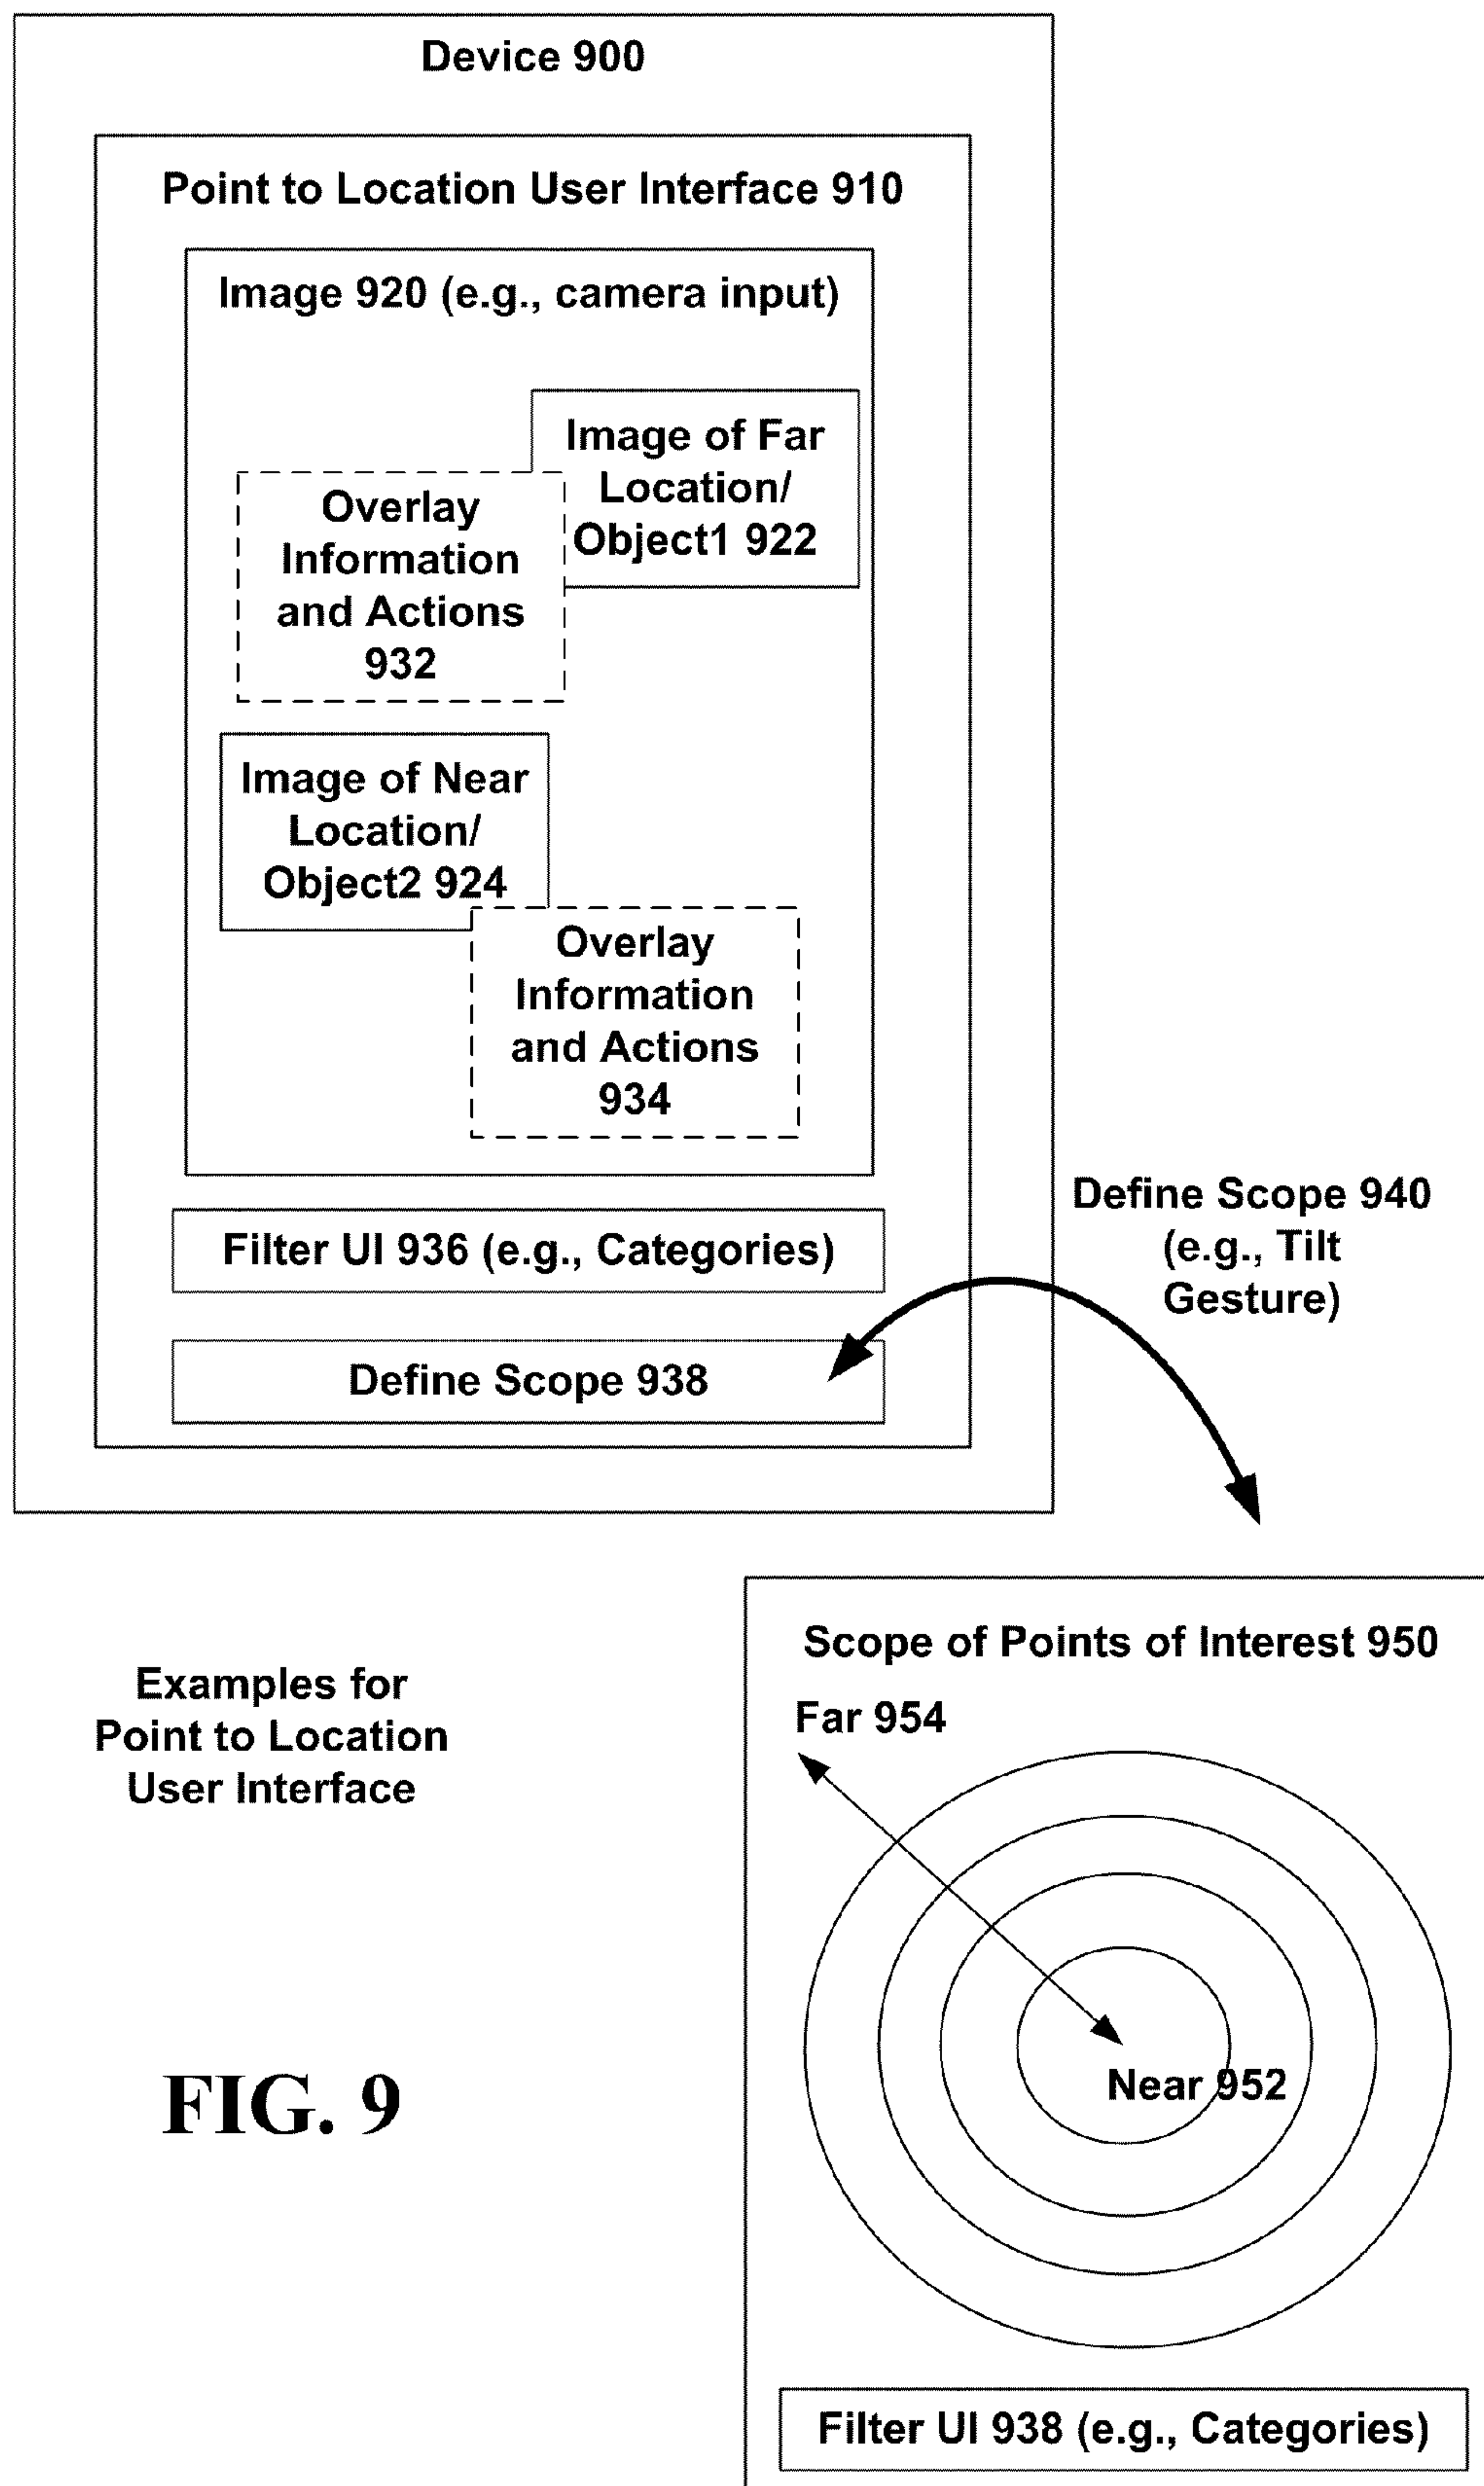 Device 900
Point to Location User Interface 910
Image 920 (e.g., camera input)
Image of Far
Location/
Object1 922
Overlay
Information
and Actions
932
Image of Near
Location/
Object2 924
Overlay
Information
and Actions
934
Filter UI 936 (e.g., Categories)
Define Scope 938
Define Scope 940
(e.g., Tilt
Gesture)
Scope of Points of Interest 950
Far 954
Near 952
Filter UI 938 (e.g., Categories)
Examples for
Point to Location
User Interface
FIG. 9